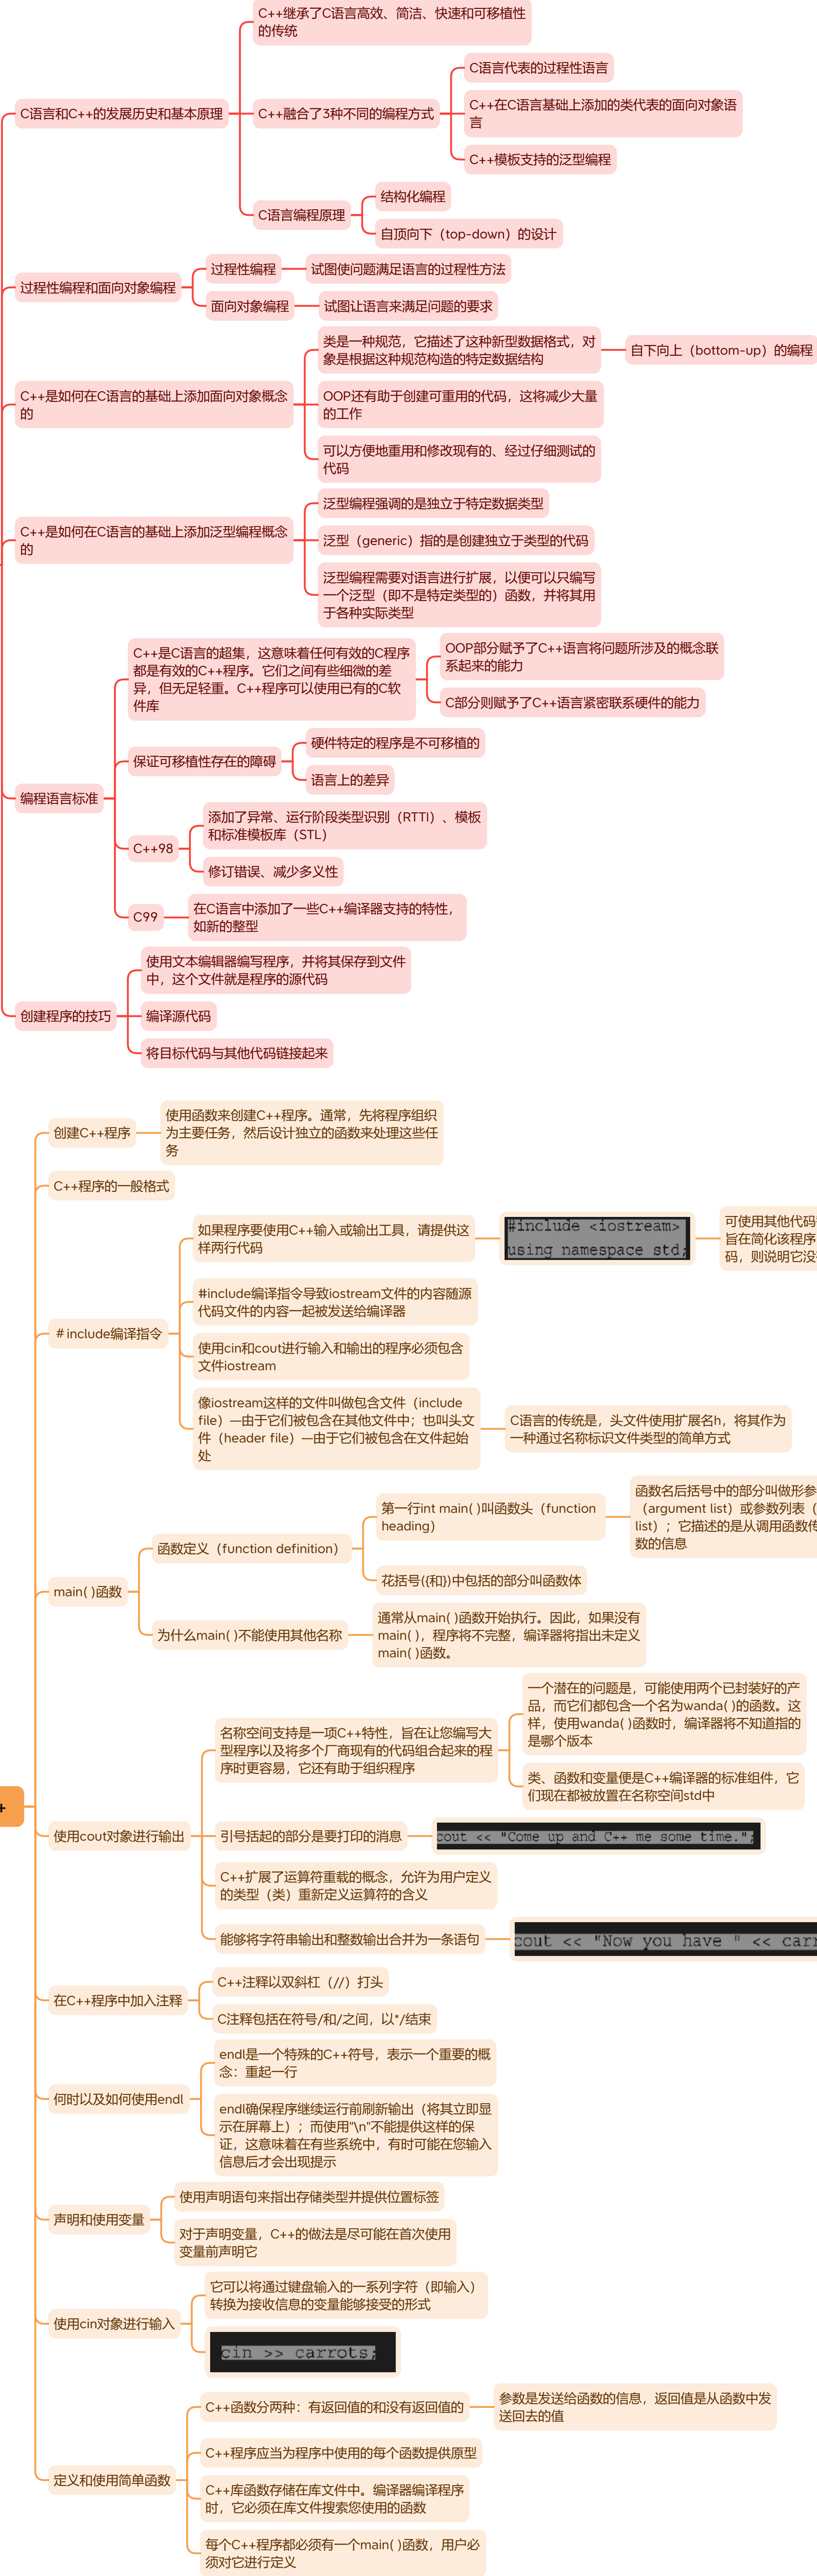 C++继承了C语言高效、简洁、快速和可移植性
的传统
C语言和C++的发展历史和基本原理
C++融合了3种不同的编程方式
C语言代表的过程性语言
C++在C语言基础上添加的类代表的面向对象语
言
C++模板支持的泛型编程
C语言编程原理
结构化编程
自顶向下（top-down）的设计
过程性编程和面向对象编程
过程性编程
试图使问题满足语言的过程性方法
面向对象编程
试图让语言来满足问题的要求
C++是如何在C语言的基础上添加面向对象概念
的
类是一种规范，它描述了这种新型数据格式，对
象是根据这种规范构造的特定数据结构
自下向上（bottom-up）的编程
OOP还有助于创建可重用的代码，这将减少大量
的工作
可以方便地重用和修改现有的、经过仔细测试的
代码
C++是如何在C语言的基础上添加泛型编程概念
的
泛型编程强调的是独立于特定数据类型
泛型（generic）指的是创建独立于类型的代码
泛型编程需要对语言进行扩展，以便可以只编写
一个泛型（即不是特定类型的）函数，并将其用
于各种实际类型
编程语言标准
C++是C语言的超集，这意味着任何有效的C程序
都是有效的C++程序。它们之间有些细微的差
异，但无足轻重。C++程序可以使用已有的C软
件库
OOP部分赋予了C++语言将问题所涉及的概念联
系起来的能力
C部分则赋予了C++语言紧密联系硬件的能力
保证可移植性存在的障碍
硬件特定的程序是不可移植的
语言上的差异
C++98
添加了异常、运行阶段类型识别（RTTI）、模板
和标准模板库（STL）
修订错误、减少多义性
C99
在C语言中添加了一些C++编译器支持的特性，
如新的整型
创建程序的技巧
使用文本编辑器编写程序，并将其保存到文件
中，这个文件就是程序的源代码
编译源代码
将目标代码与其他代码链接起来
+
创建C++程序
使用函数来创建C++程序。通常，先将程序组织
为主要任务，然后设计独立的函数来处理这些任
务
C++程序的一般格式
＃include编译指令
如果程序要使用C++输入或输出工具，请提供这
样两行代码
#include <iostream>
using namespace std;
可使用其他代码
旨在简化该程序
码，则说明它没
#include编译指令导致iostream文件的内容随源
代码文件的内容一起被发送给编译器
使用cin和cout进行输入和输出的程序必须包含
文件iostream
像iostream这样的文件叫做包含文件（include
file）—由于它们被包含在其他文件中；也叫头文
件（header file）—由于它们被包含在文件起始
处
C语言的传统是，头文件使用扩展名h，将其作为
一种通过名称标识文件类型的简单方式
main( )函数
函数定义（function definition）
第一行int main( )叫函数头（function
heading）
函数名后括号中的部分叫做形参
（argument list）或参数列表（
list）；它描述的是从调用函数传
数的信息
花括号({和})中包括的部分叫函数体
为什么main( )不能使用其他名称
通常从main( )函数开始执行。因此，如果没有
main( )，程序将不完整，编译器将指出未定义
main( )函数。
使用cout对象进行输出
名称空间支持是一项C++特性，旨在让您编写大
型程序以及将多个厂商现有的代码组合起来的程
序时更容易，它还有助于组织程序
一个潜在的问题是，可能使用两个已封装好的产
品，而它们都包含一个名为wanda( )的函数。这
样，使用wanda( )函数时，编译器将不知道指的
是哪个版本
类、函数和变量便是C++编译器的标准组件，它
们现在都被放置在名称空间std中
引号括起的部分是要打印的消息
cout << "Come up and C++ me some time.";
C++扩展了运算符重载的概念，允许为用户定义
的类型（类）重新定义运算符的含义
能够将字符串输出和整数输出合并为一条语句
cout << "Now you have " << carr
在C++程序中加入注释
C++注释以双斜杠（//）打头
C注释包括在符号/和/之间，以*/结束
何时以及如何使用endl
endl是一个特殊的C++符号，表示一个重要的概
念：重起一行
endl确保程序继续运行前刷新输出（将其立即显
示在屏幕上）；而使用"\n"不能提供这样的保
证，这意味着在有些系统中，有时可能在您输入
信息后才会出现提示
声明和使用变量
使用声明语句来指出存储类型并提供位置标签
对于声明变量，C++的做法是尽可能在首次使用
变量前声明它
使用cin对象进行输入
它可以将通过键盘输入的一系列字符（即输入）
转换为接收信息的变量能够接受的形式
cin >> carrots;
定义和使用简单函数
C++函数分两种：有返回值的和没有返回值的
参数是发送给函数的信息，返回值是从函数中发
送回去的值
C++程序应当为程序中使用的每个函数提供原型
C++库函数存储在库文件中。编译器编译程序
时，它必须在库文件搜索您使用的函数
每个C++程序都必须有一个main( )函数，用户必
须对它进行定义